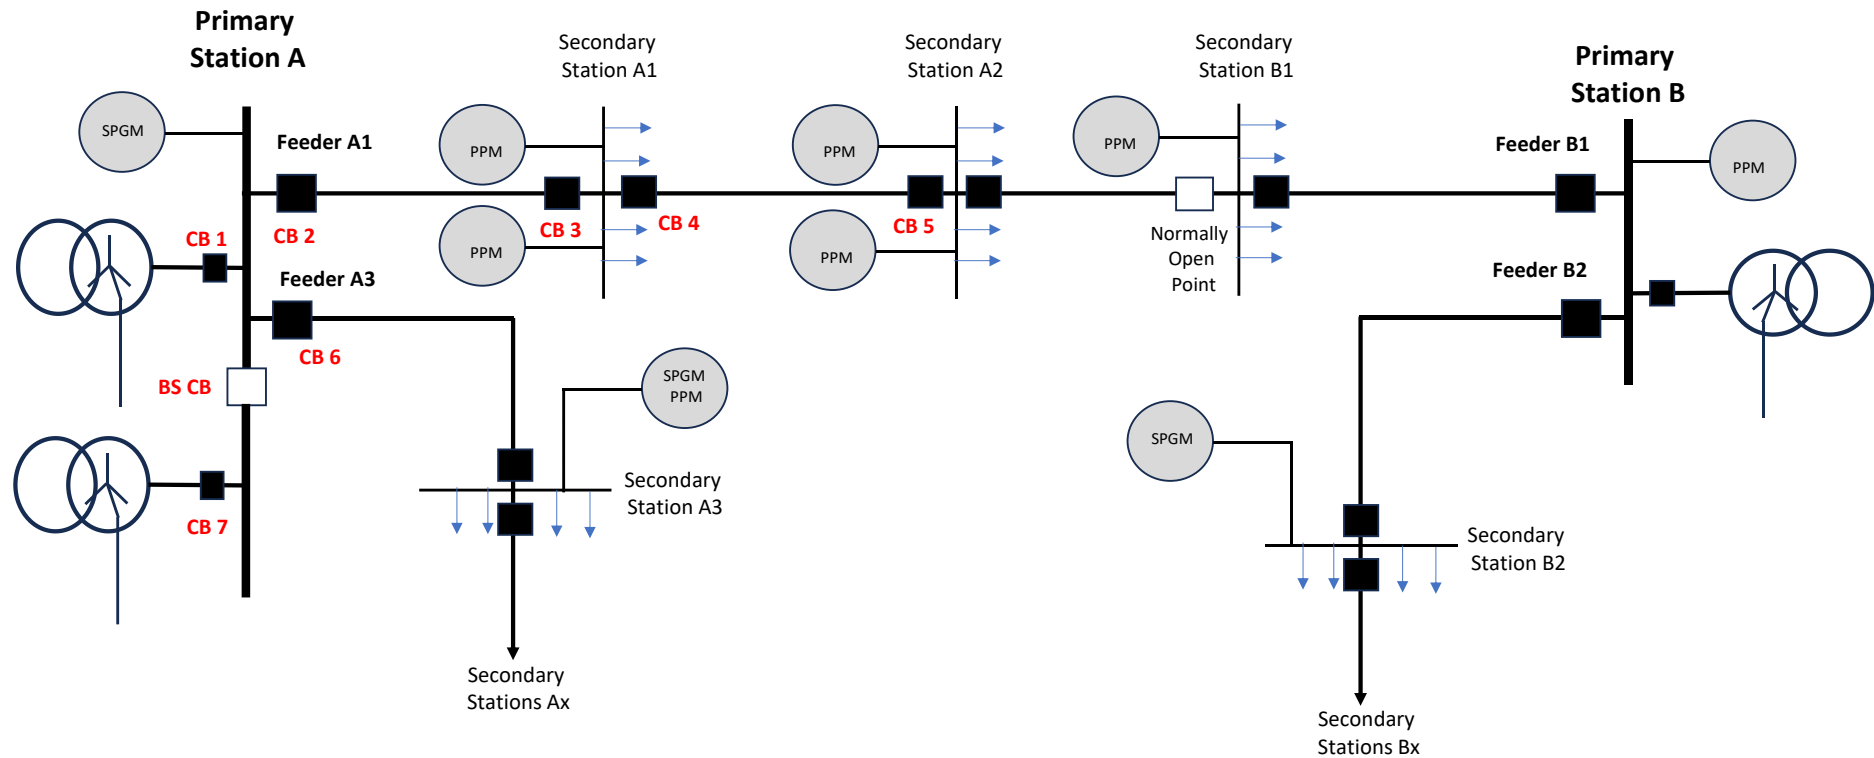 Primary
Station A
Secondary
Station A1
Secondary
Station A2
Secondary
Station B1
Primary
Station B
SPGM
Feeder A1
PPM
PPM
PPM
Feeder B1
PPM
CB 1
CB 2
PPM
CB 3
CB 4
PPM
CB 5
Normally
Open
Point
Feeder A3
Feeder B2
CB 6
BS CB
SPGM
PPM
SPGM
Secondary
Station A3
CB 7
Secondary
Station B2
Secondary
Stations Ax
Secondary
Stations Bx